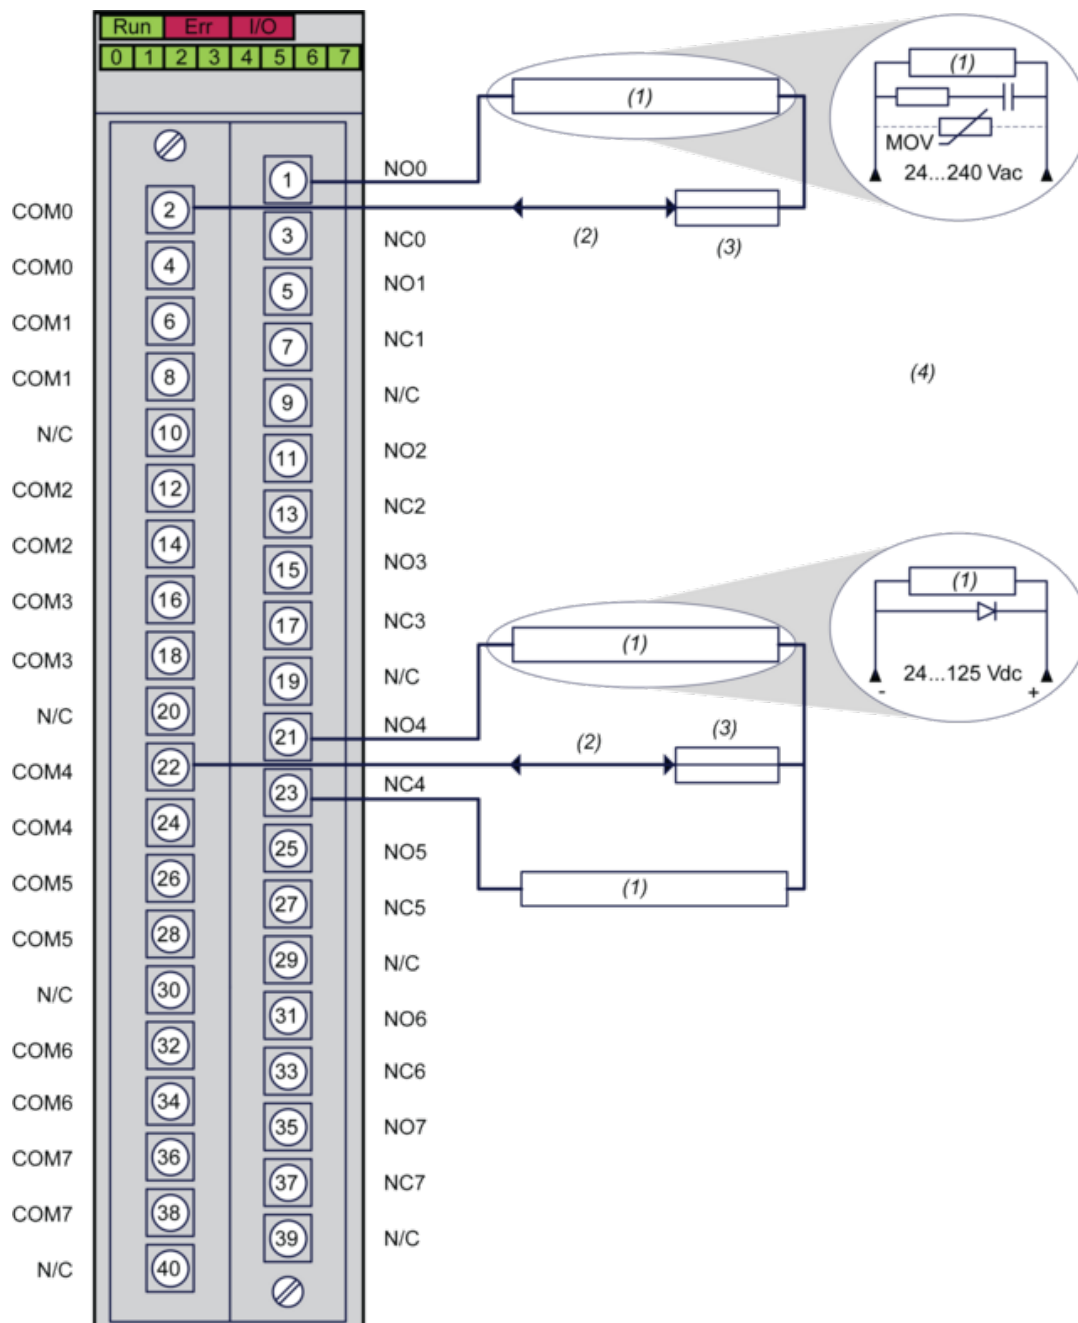 Run Err I/O
0 1 2 3 4 5 6 7
(1)
(1)
MOV
24...240 Vac
1 NO0
COM0 2
(2)
(3)
3 NC0
COM0 4
5 NO1
COM1 6
7 NC1
COM1 8
(4)
9 N/C
N/C 10
11 NO2
COM2 12
13 NC2
COM2 14
15 NO3
(1)
COM3 16
17 NC3
(1)
COM3 18
24...125 Vdc
- +
19 N/C
N/C 20
21 NO4
(2)
(3)
COM4 22
23 NC4
COM4 24
25 NO5
COM5 26
(1)
27 NC5
COM5 28
29 N/C
N/C 30
31 NO6
COM6 32
33 NC6
COM6 34
35 NO7
COM7 36
37 NC7
COM7 38
39 N/C
N/C 40